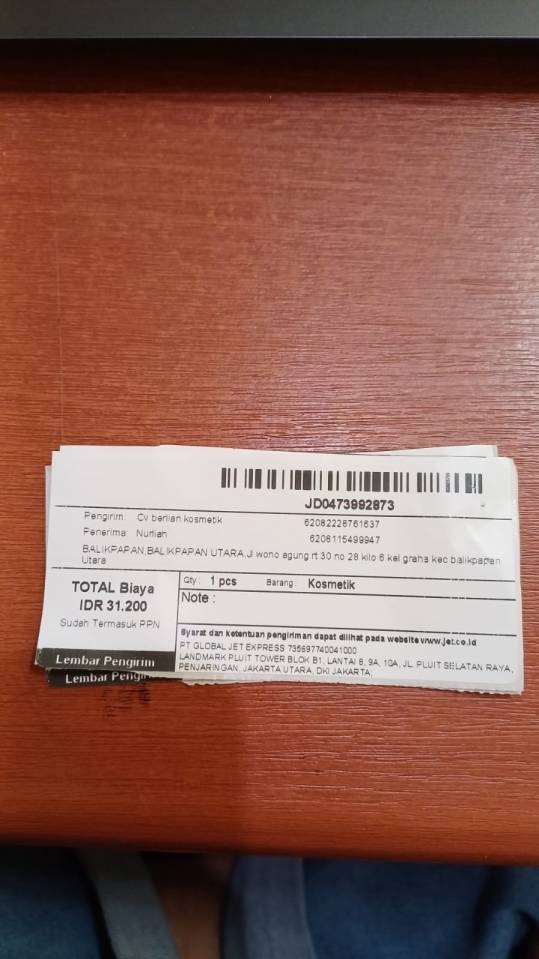 JD0473992873
Pengirim: Cv berlian kosmetik 62082228761637
Penerima: Nurliah 6208115499947
BALIKPAPAN,BALIKPAPAN UTARA,Jl wono agung rt 30 no 28 kilo 6 kel graha kec balikpapan
Utara
TOTAL Biaya
IDR 31.200
Sudah Termasuk PPN
Qty: 1 pcs Barang: Kosmetik
Note :
Syarat dan ketentuan pengiriman dapat dilihat pada website www.jet.co.id
PT GLOBAL JET EXPRESS 735697740041000
LANDMARK PLUIT TOWER BLOK B1, LANTAI 8, 9A, 10A, JL. PLUIT SELATAN RAYA,
PENJARINGAN, JAKARTA UTARA, DKI JAKARTA;
Lembar Pengirim
Lembar